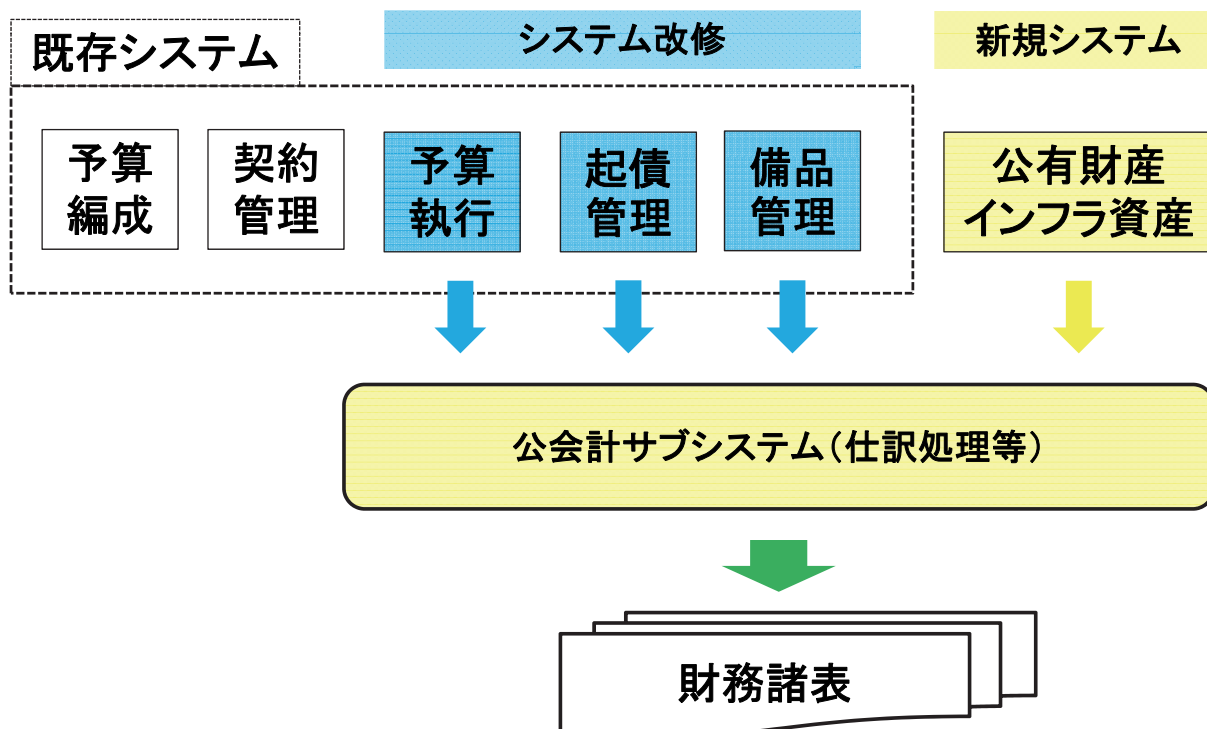 既存システム
システム改修
新規システム
予算
編成
契約
管理
予算
執行
起債
管理
備品
管理
公有財産
インフラ資産
公会計サブシステム（仕訳処理等）
財務諸表